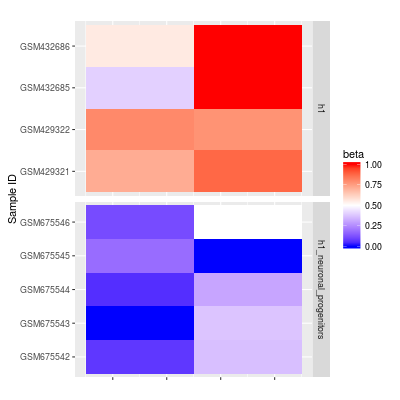 GSM432686
GSM432685
GSM429322
GSM429321
h1
GSM675546
GSM675545
GSM675544
GSM675543
GSM675542
h1_neuronal_progenitors
Sample ID
beta
1.00
0.75
0.50
0.25
0.00